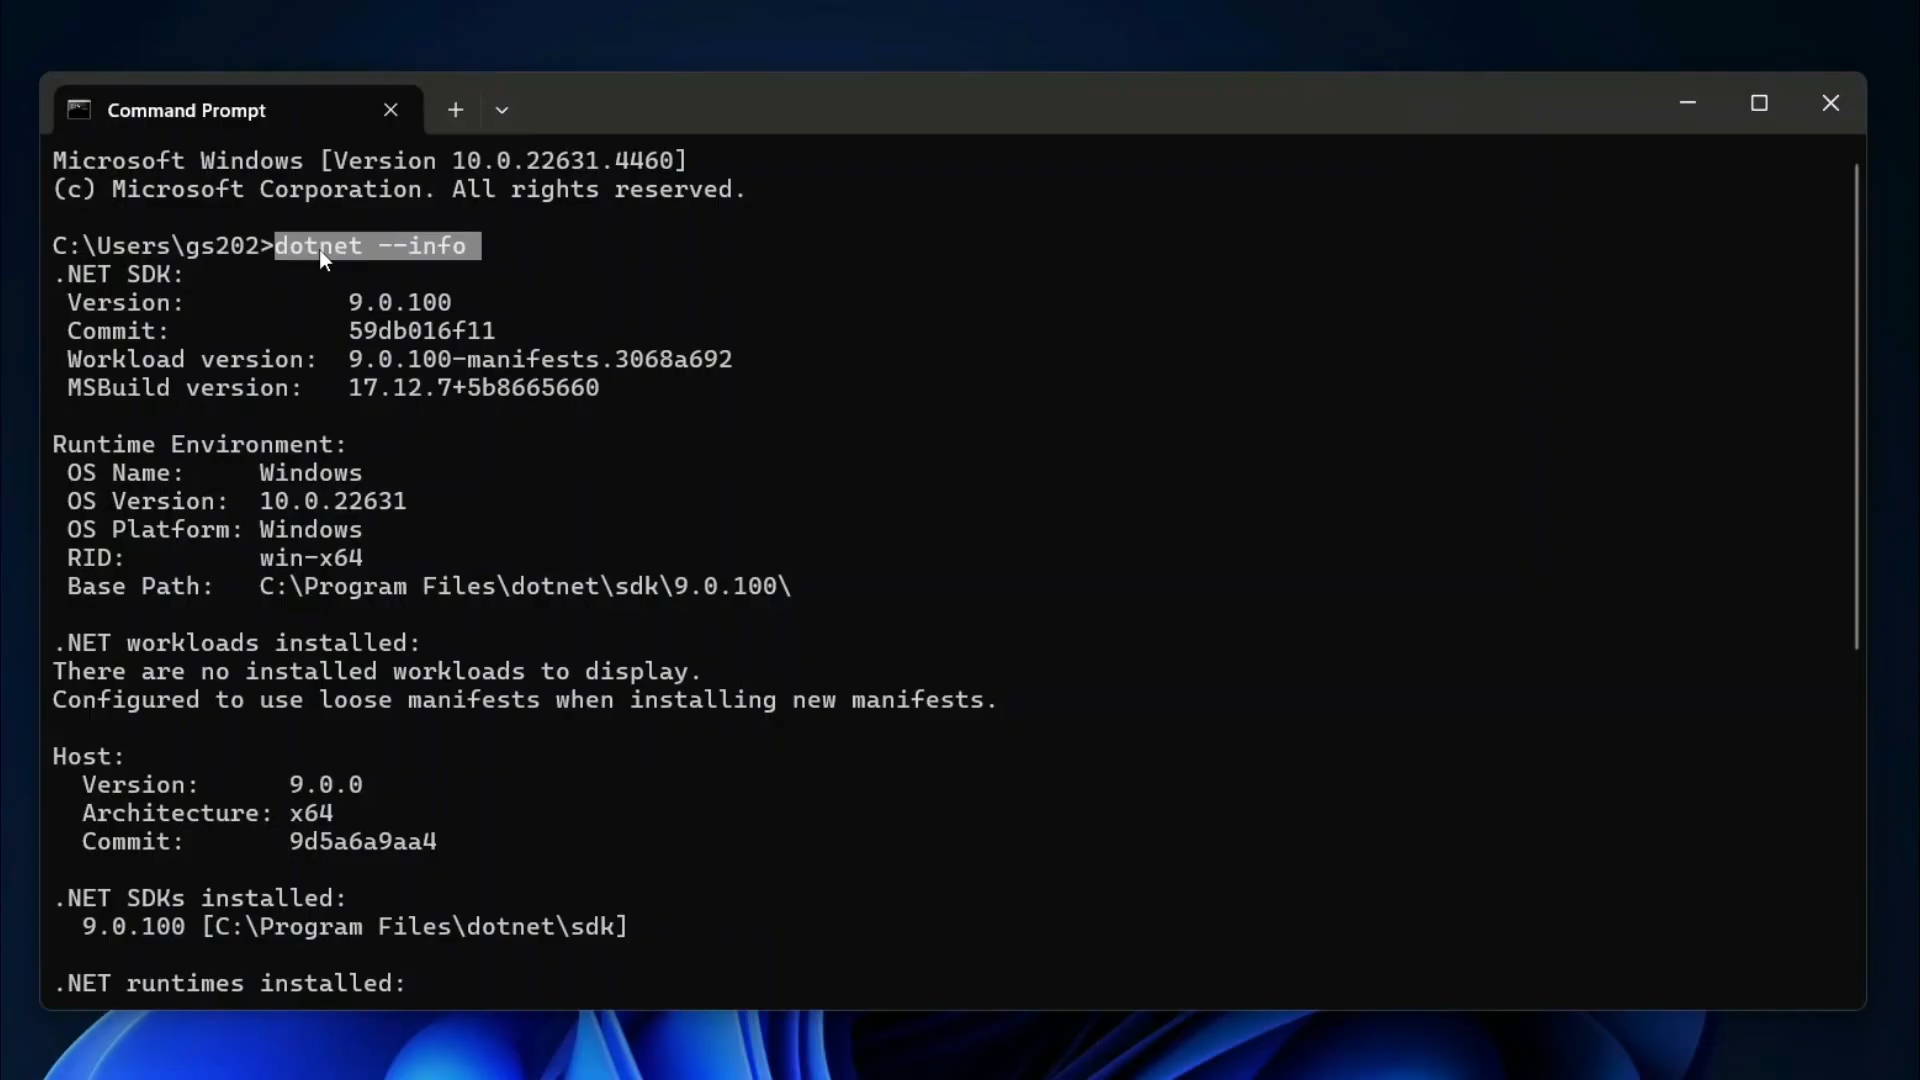 Command Prompt
Microsoft Windows [Version 10.0.22631.4460]
(c) Microsoft Corporation. All rights reserved.
C:\Users\gs202>dotnet --info
.NET SDK:
Version: 9.0.100
Commit: 59db016f11
Workload version: 9.0.100-manifests.3068a692
MSBuild version: 17.12.7+5b8665660
Runtime Environment:
OS Name: Windows
OS Version: 10.0.22631
OS Platform: Windows
RID: win-x64
Base Path: C:\Program Files\dotnet\sdk\9.0.100\
.NET workloads installed:
There are no installed workloads to display.
Configured to use loose manifests when installing new manifests.
Host:
Version: 9.0.0
Architecture: x64
Commit: 9d5a6a9aa4
.NET SDKs installed:
9.0.100 [C:\Program Files\dotnet\sdk]
.NET runtimes installed: